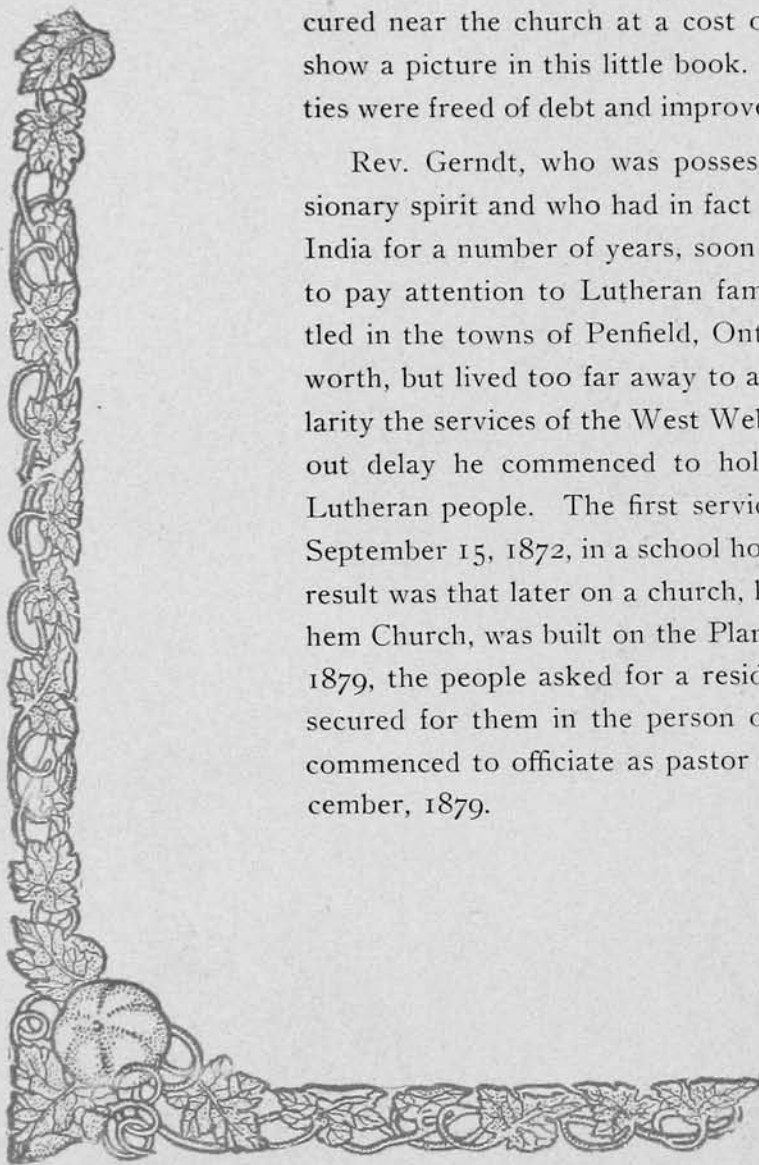 cured near the church at a cost o
show a picture in this little book.
ties were freed of debt and improve
Rev. Gerndt, who was posses
sionary spirit and who had in fact
India for a number of years, soon
to pay attention to Lutheran fam
tled in the towns of Penfield, Ont
worth, but lived too far away to a
larity the services of the West Web
out delay he commenced to hol
Lutheran people. The first servic
September 15, 1872, in a school ho
result was that later on a church, b
hem Church, was built on the Plan
1879, the people asked for a resid
secured for them in the person o
commenced to officiate as pastor
cember, 1879.